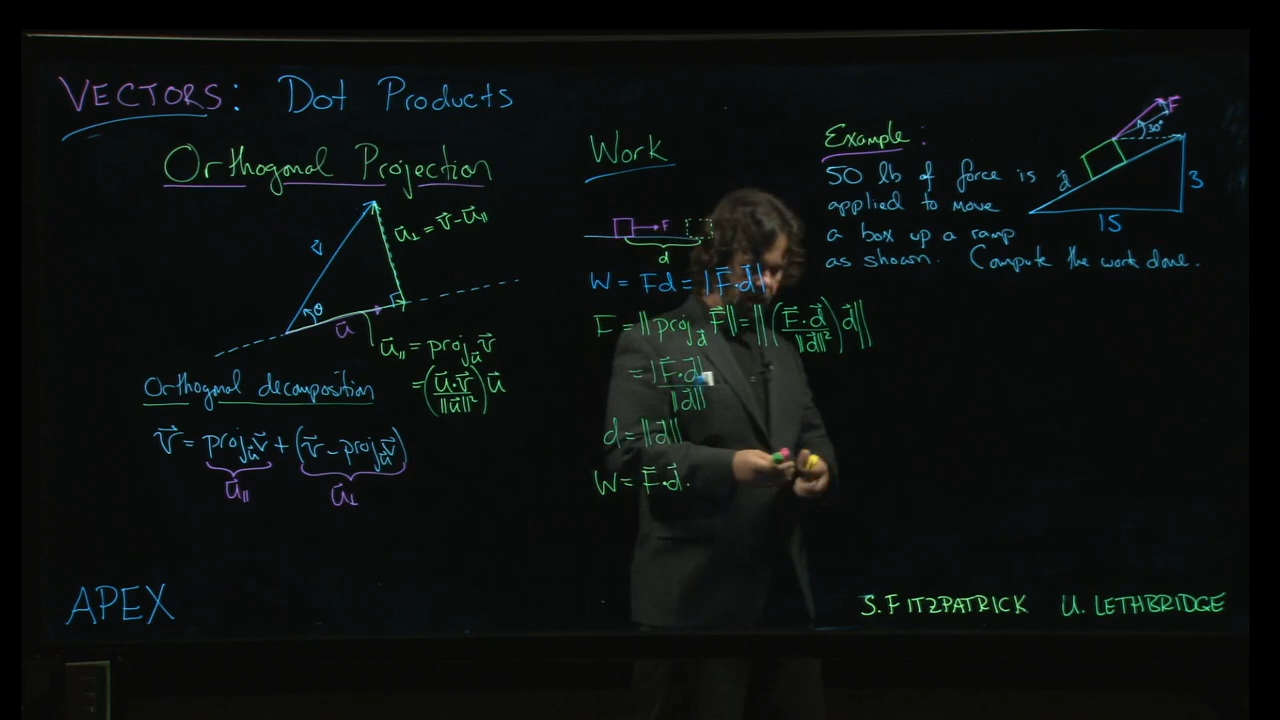 VECTORS: Dot Products
Orthogonal Projection
v⃗
u⃗⊥ = v⃗ - u⃗∥
θ
u⃗
u⃗∥ = proj_u⃗ v⃗
= (u⃗·v⃗ / ‖u⃗‖²) u⃗
Orthogonal decomposition
v⃗ = proj_u⃗ v⃗ + (v⃗ - proj_u⃗ v⃗)
u⃗∥ u⃗⊥
APEX
Work
F
d
W = Fd = |F⃗·d⃗|
F = ‖proj_d⃗ F⃗‖ = ‖(F⃗·d⃗ / ‖d⃗‖²) d⃗‖
= |F⃗·d⃗| / ‖d⃗‖
d = ‖d⃗‖
W = F⃗·d⃗.
Example:
50 lb of force is
applied to move
a box up a ramp
as shown. Compute the work done.
F⃗
30°
d⃗
3
15
S. FITZPATRICK U. LETHBRIDGE